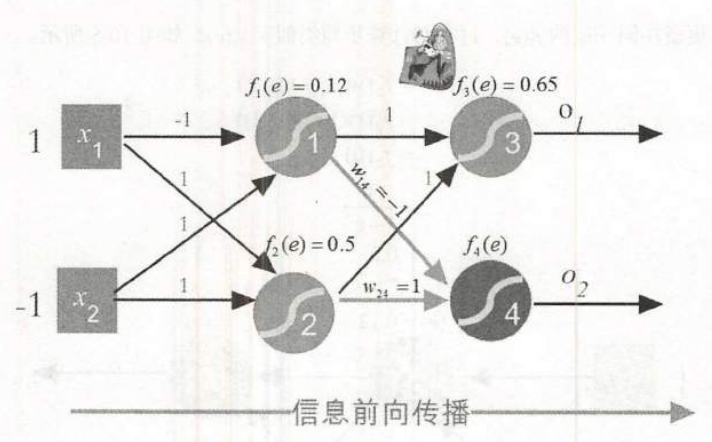 f₁(e) = 0.12
f₃(e) = 0.65
1
x₁
-1
1
1
3
O₁
1
w₁₄ = -1
1
1
f₂(e) = 0.5
f₄(e)
-1
x₂
1
2
w₂₄ = 1
4
O₂
信息前向传播